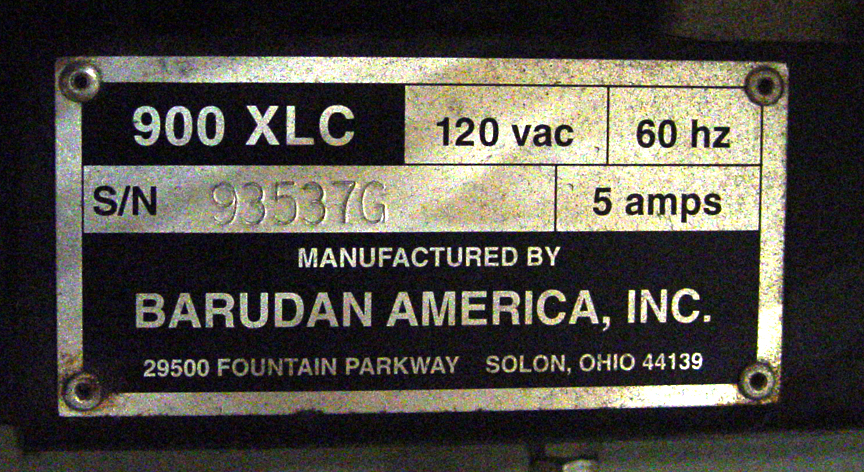 900 XLC 120 vac 60 hz
S/N 93537G 5 amps
MANUFACTURED BY
BARUDAN AMERICA, INC.
29500 FOUNTAIN PARKWAY SOLON, OHIO 44139